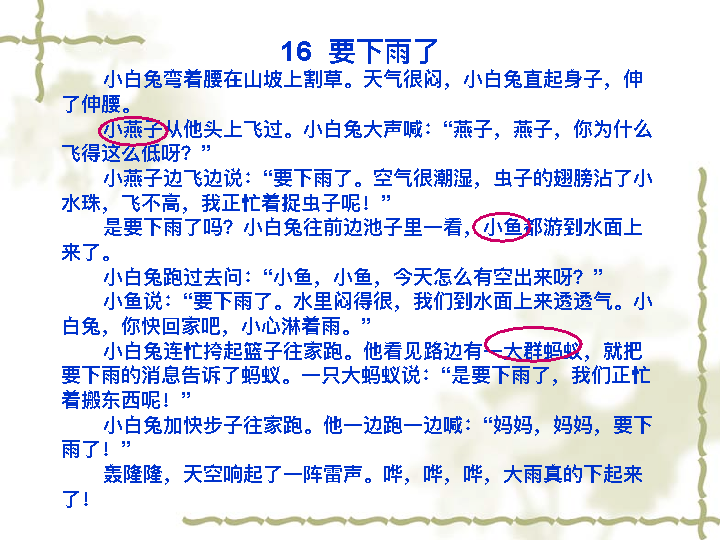 16 要下雨了
小白兔弯着腰在山坡上割草。天气很闷，小白兔直起身子，伸
了伸腰。
小燕子从他头上飞过。小白兔大声喊：“燕子，燕子，你为什么
飞得这么低呀？”
小燕子边飞边说：“要下雨了。空气很潮湿，虫子的翅膀沾了小
水珠，飞不高，我正忙着捉虫子呢！”
是要下雨了吗？小白兔往前边池子里一看，小鱼都游到水面上
来了。
小白兔跑过去问：“小鱼，小鱼，今天怎么有空出来呀？”
小鱼说：“要下雨了。水里闷得很，我们到水面上来透透气。小
白兔，你快回家吧，小心淋着雨。”
小白兔连忙挎起篮子往家跑。他看见路边有一大群蚂蚁，就把
要下雨的消息告诉了蚂蚁。一只大蚂蚁说：“是要下雨了，我们正忙
着搬东西呢！”
小白兔加快步子往家跑。他一边跑一边喊：“妈妈，妈妈，要下
雨了！”
轰隆隆，天空响起了一阵雷声。哗，哗，哗，大雨真的下起来
了！